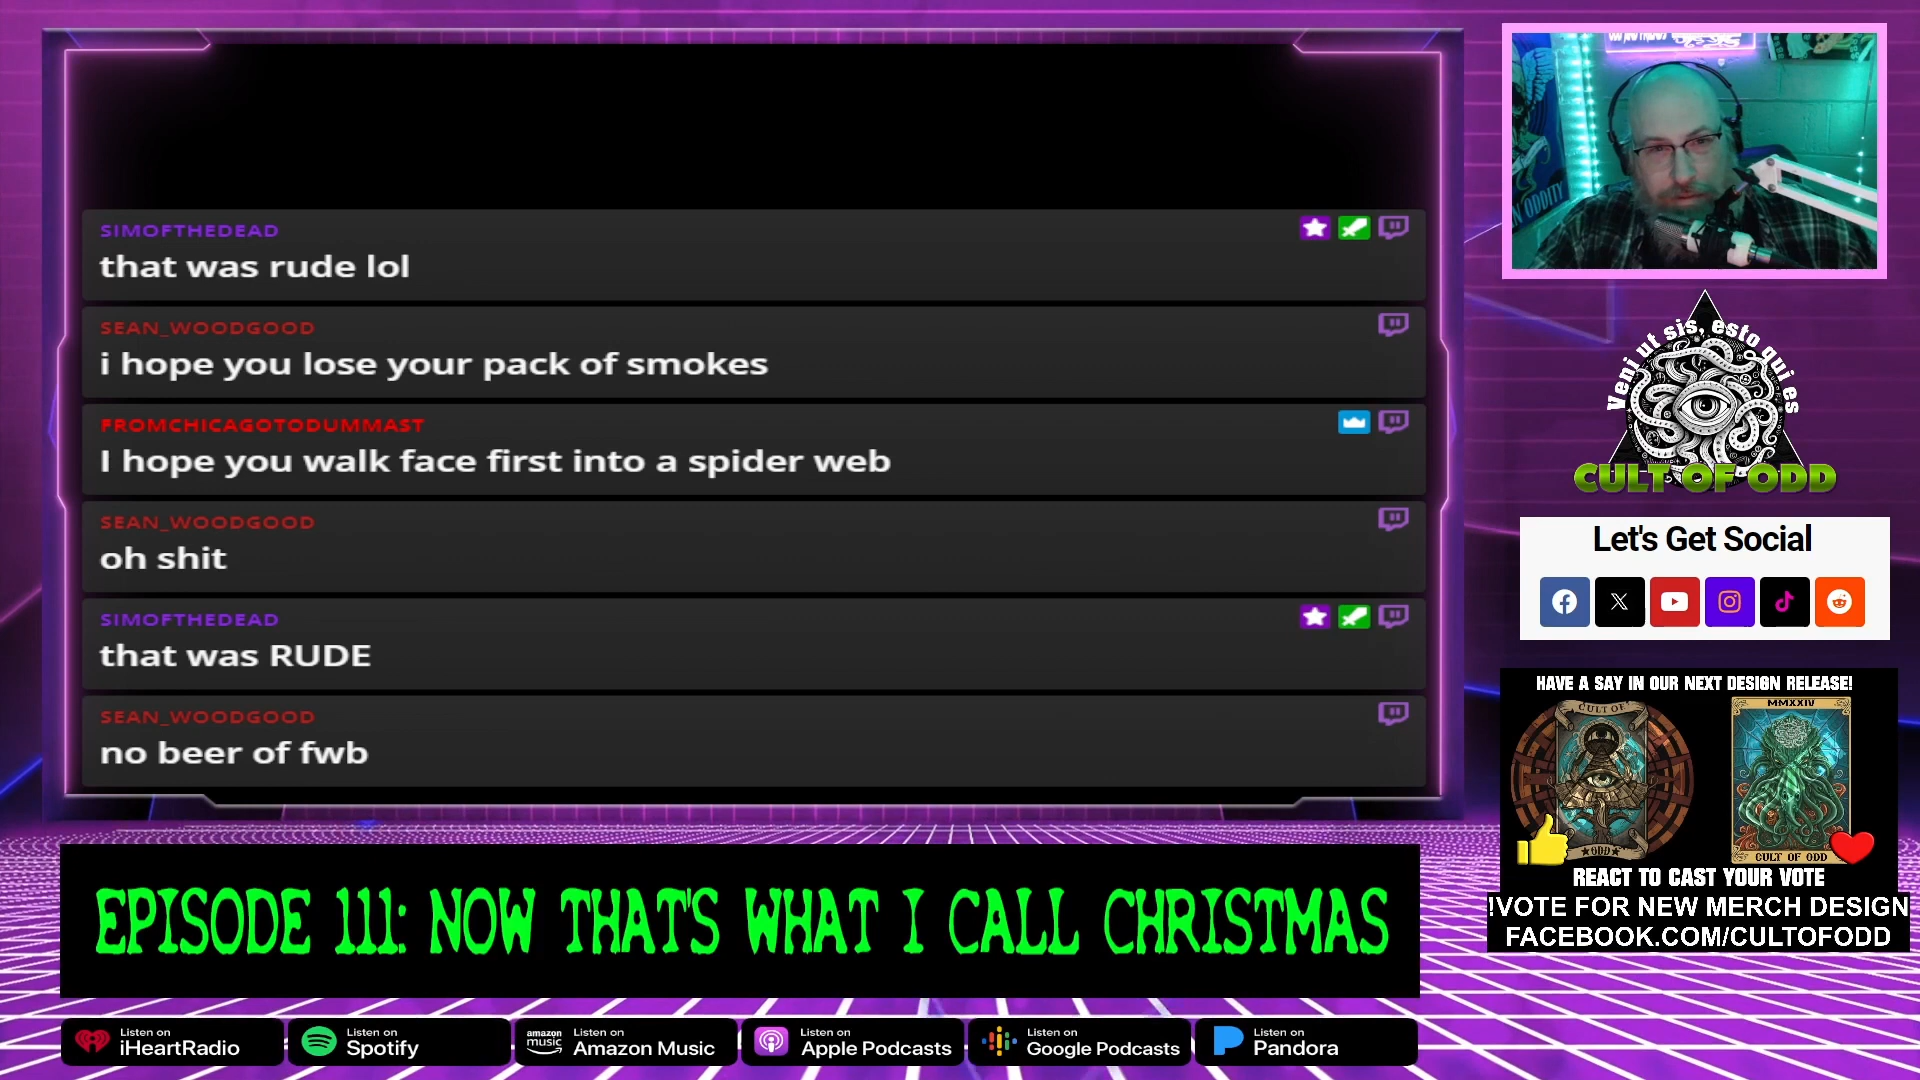 SIMOFTHEDEAD
that was rude lol
SEAN_WOODGOOD
i hope you lose your pack of smokes
FROMCHICAGOTODUMMAST
I hope you walk face first into a spider web
SEAN_WOODGOOD
oh shit
SIMOFTHEDEAD
that was RUDE
SEAN_WOODGOOD
no beer of fwb
EPISODE 111: NOW THAT'S WHAT I CALL CHRISTMAS
Listen on
iHeartRadio
Listen on
Spotify
amazon
music
Listen on
Amazon Music
Listen on
Apple Podcasts
Listen on
Google Podcasts
Listen on
Pandora
ODDITY
Veni ut sis, esto qui es
CULT OF ODD
Let's Get Social
HAVE A SAY IN OUR NEXT DESIGN RELEASE!
CULT OF
ODD
MMXXIV
CULT OF ODD
REACT TO CAST YOUR VOTE
!VOTE FOR NEW MERCH DESIGN
FACEBOOK.COM/CULTOFODD